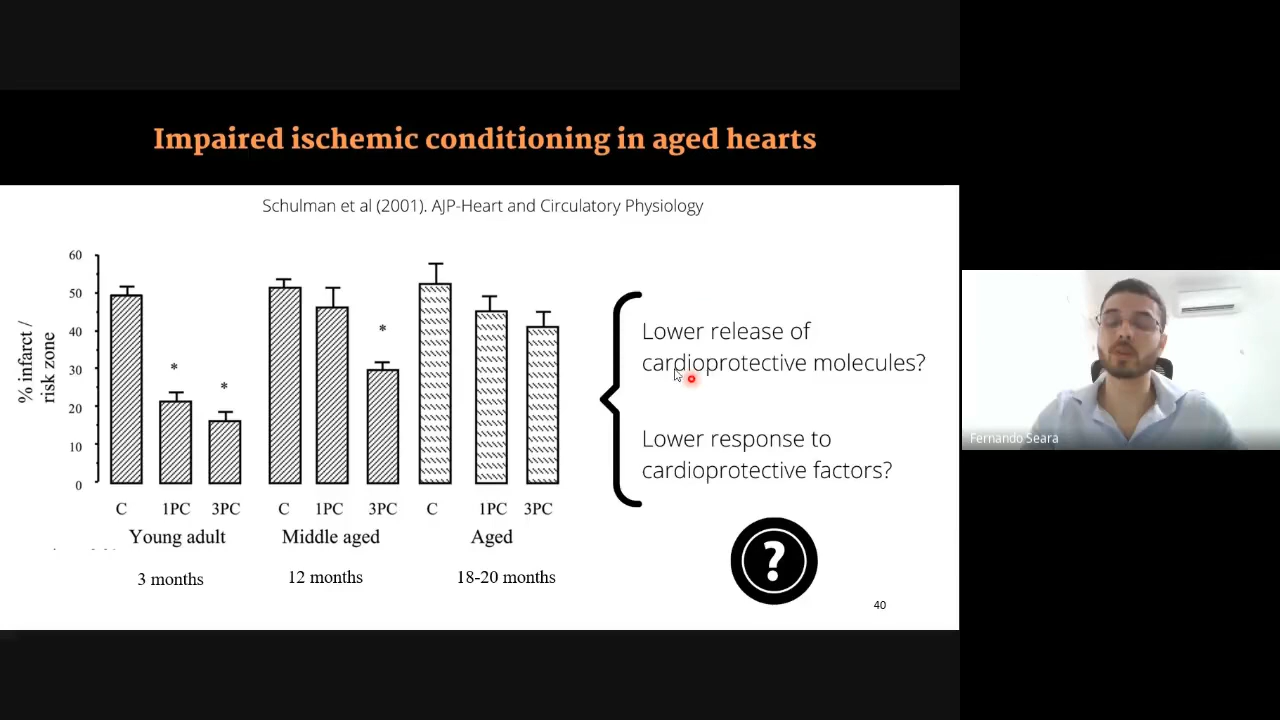 Impaired ischemic conditioning in aged hearts
Schulman et al (2001). AJP-Heart and Circulatory Physiology
60
50
40
30
20
10
0
% infarct /
risk zone
*
*
*
C 1PC 3PC C 1PC 3PC C 1PC 3PC
Young adult Middle aged Aged
3 months 12 months 18-20 months
Lower release of
cardioprotective molecules?
Lower response to
cardioprotective factors?
?
40
Fernando Seara